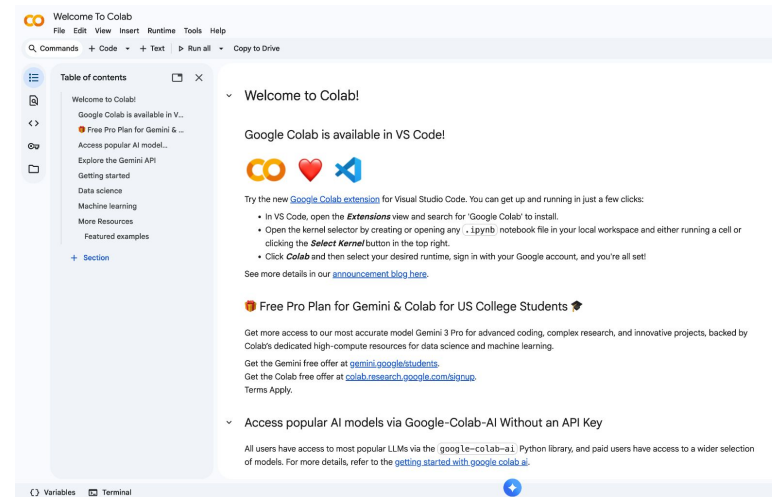 Welcome To Colab
File Edit View Insert Runtime Tools Help
Commands + Code + Text Run all Copy to Drive
Table of contents
Welcome to Colab!
Google Colab is available in V...
🎁 Free Pro Plan for Gemini & ...
Access popular AI model...
Explore the Gemini API
Getting started
Data science
Machine learning
More Resources
Featured examples
+ Section
Welcome to Colab!
Google Colab is available in VS Code!
Try the new Google Colab extension for Visual Studio Code. You can get up and running in just a few clicks:
• In VS Code, open the Extensions view and search for 'Google Colab' to install.
• Open the kernel selector by creating or opening any .ipynb notebook file in your local workspace and either running a cell or
clicking the Select Kernel button in the top right.
• Click Colab and then select your desired runtime, sign in with your Google account, and you're all set!
See more details in our announcement blog here.
🎁 Free Pro Plan for Gemini & Colab for US College Students 🎓
Get more access to our most accurate model Gemini 3 Pro for advanced coding, complex research, and innovative projects, backed by
Colab's dedicated high-compute resources for data science and machine learning.
Get the Gemini free offer at gemini.google/students.
Get the Colab free offer at colab.research.google.com/signup.
Terms Apply.
Access popular AI models via Google-Colab-AI Without an API Key
All users have access to most popular LLMs via the google-colab-ai Python library, and paid users have access to a wider selection
of models. For more details, refer to the getting started with google colab ai.
Variables Terminal